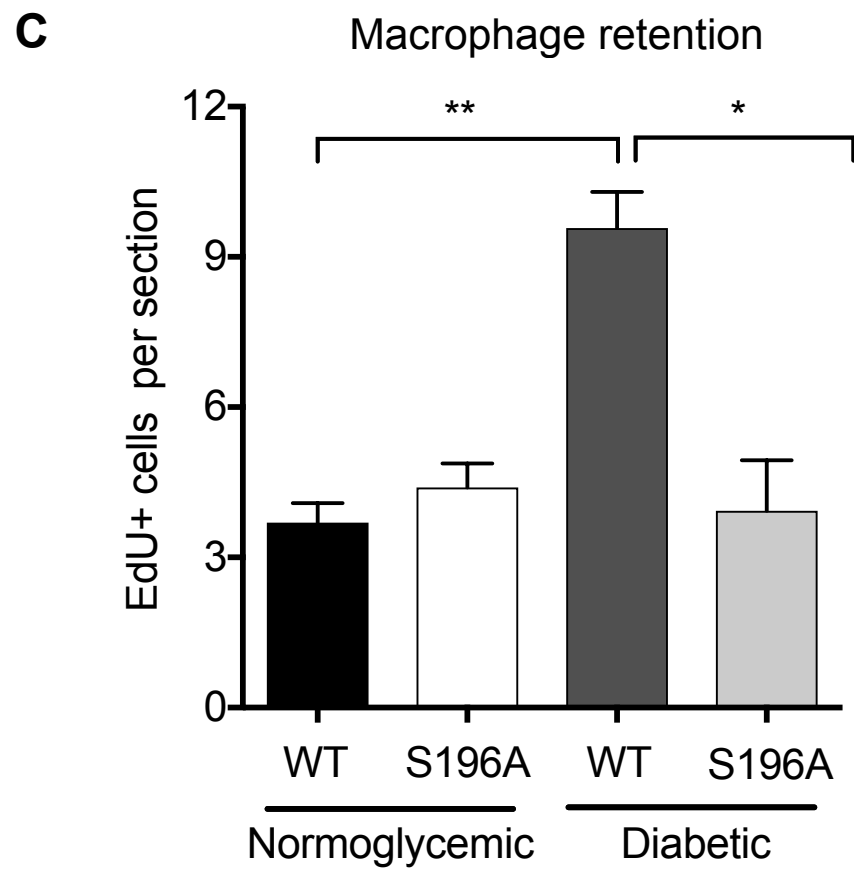 C
Macrophage retention
** *
12
9
6
3
0
EdU+ cells per section
WT S196A WT S196A
Normoglycemic Diabetic